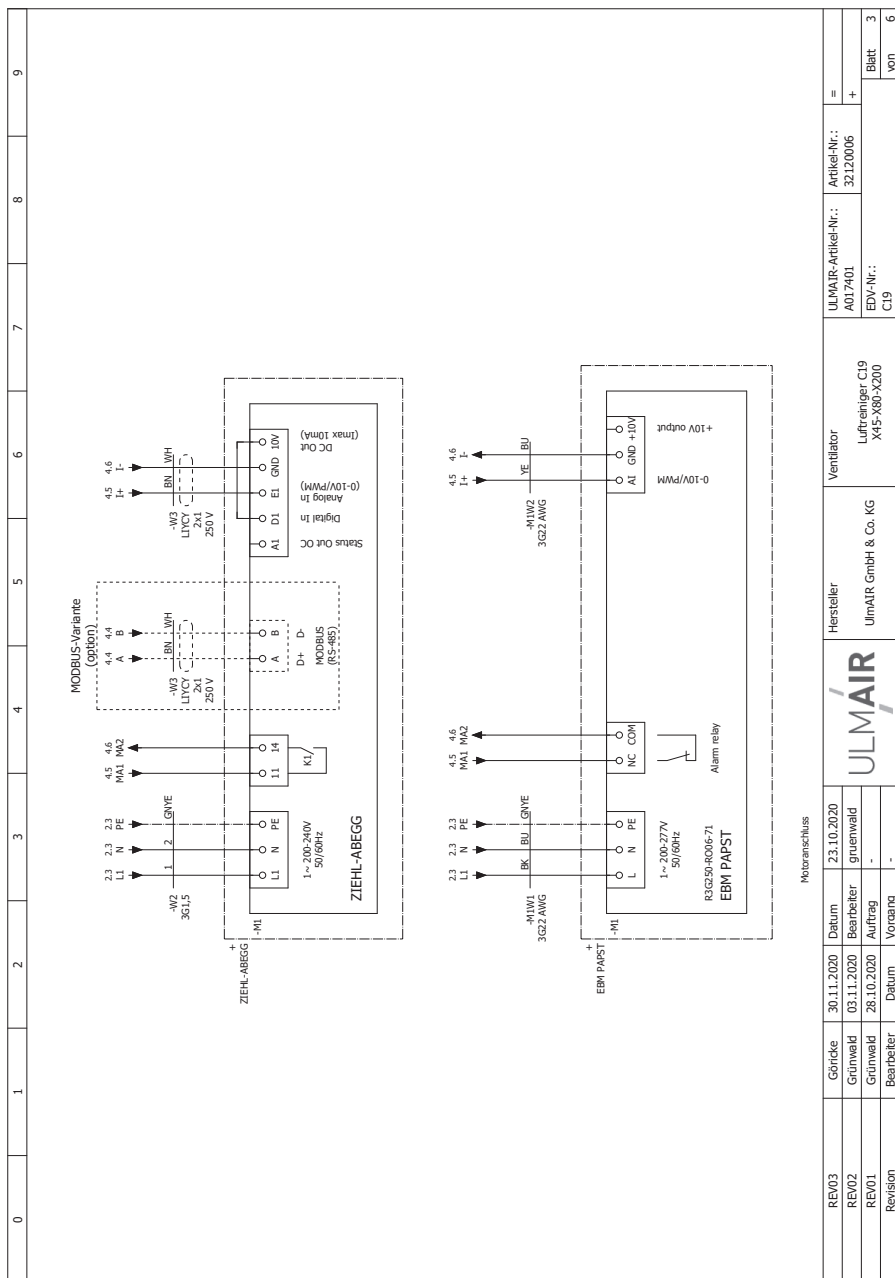 0 1 2 3 4 5 6 7 8 9
MODBUS-Variante
(option)
2.3 2.3 2.3 4.5 4.6 4.4 4.4 4.5 4.6
L1 N PE MA1 MA2 A B I+ I-
1 2 GNYE
-W2
3G1,5
BN WH
-W3
LIYCY
2x1
250 V
BN WH
-W3
LIYCY
2x1
250 V
+
ZIEHL-ABEGG
-M1
L1 N PE
11 14
A B
A1 D1 E1 GND 10V
1~ 200-240V
50/60Hz
K1
D+ D-
MODBUS
(RS-485)
Status Out OC
Digital In
Analog In
(0-10V/PWM)
DC Out
(Imax 10mA)
ZIEHL-ABEGG
2.3 2.3 2.3 4.5 4.6 4.5 4.6
L1 N PE MA1 MA2 I+ I-
BK BU GNYE
-M1W1
3G22 AWG
YE BU
-M1W2
3G22 AWG
+
EBM PAPST
-M1
L N PE
NC COM
AI GND +10V
1~ 200-277V
50/60Hz
Alarm relay
0-10V/PWM
+10V output
R3G250-RO06-71
EBM PAPST
Motoranschluss
REV03 Göricke 30.11.2020 Datum 23.10.2020
REV02 Grünwald 03.11.2020 Bearbeiter gruenwald
REV01 Grünwald 28.10.2020 Auftrag -
Revision Bearbeiter Datum Vorgang -
ULMAIR
Hersteller
UlmAIR GmbH & Co. KG
Ventilator
Luftreiniger C19
X45-X80-X200
ULMAIR-Artikel-Nr.:
A017401
Artikel-Nr.:
32120006
EDV-Nr.:
C19
=
+
Blatt 3
von 6